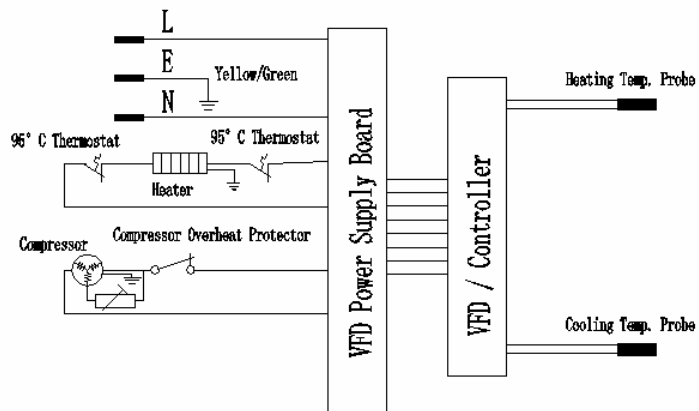 L
E
Yellow/Green
N
Heating Temp. Probe
95° C Thermostat
95° C Thermostat
Heater
Compressor
Compressor Overheat Protector
VFD Power Supply Board
VFD / Controller
Cooling Temp. Probe